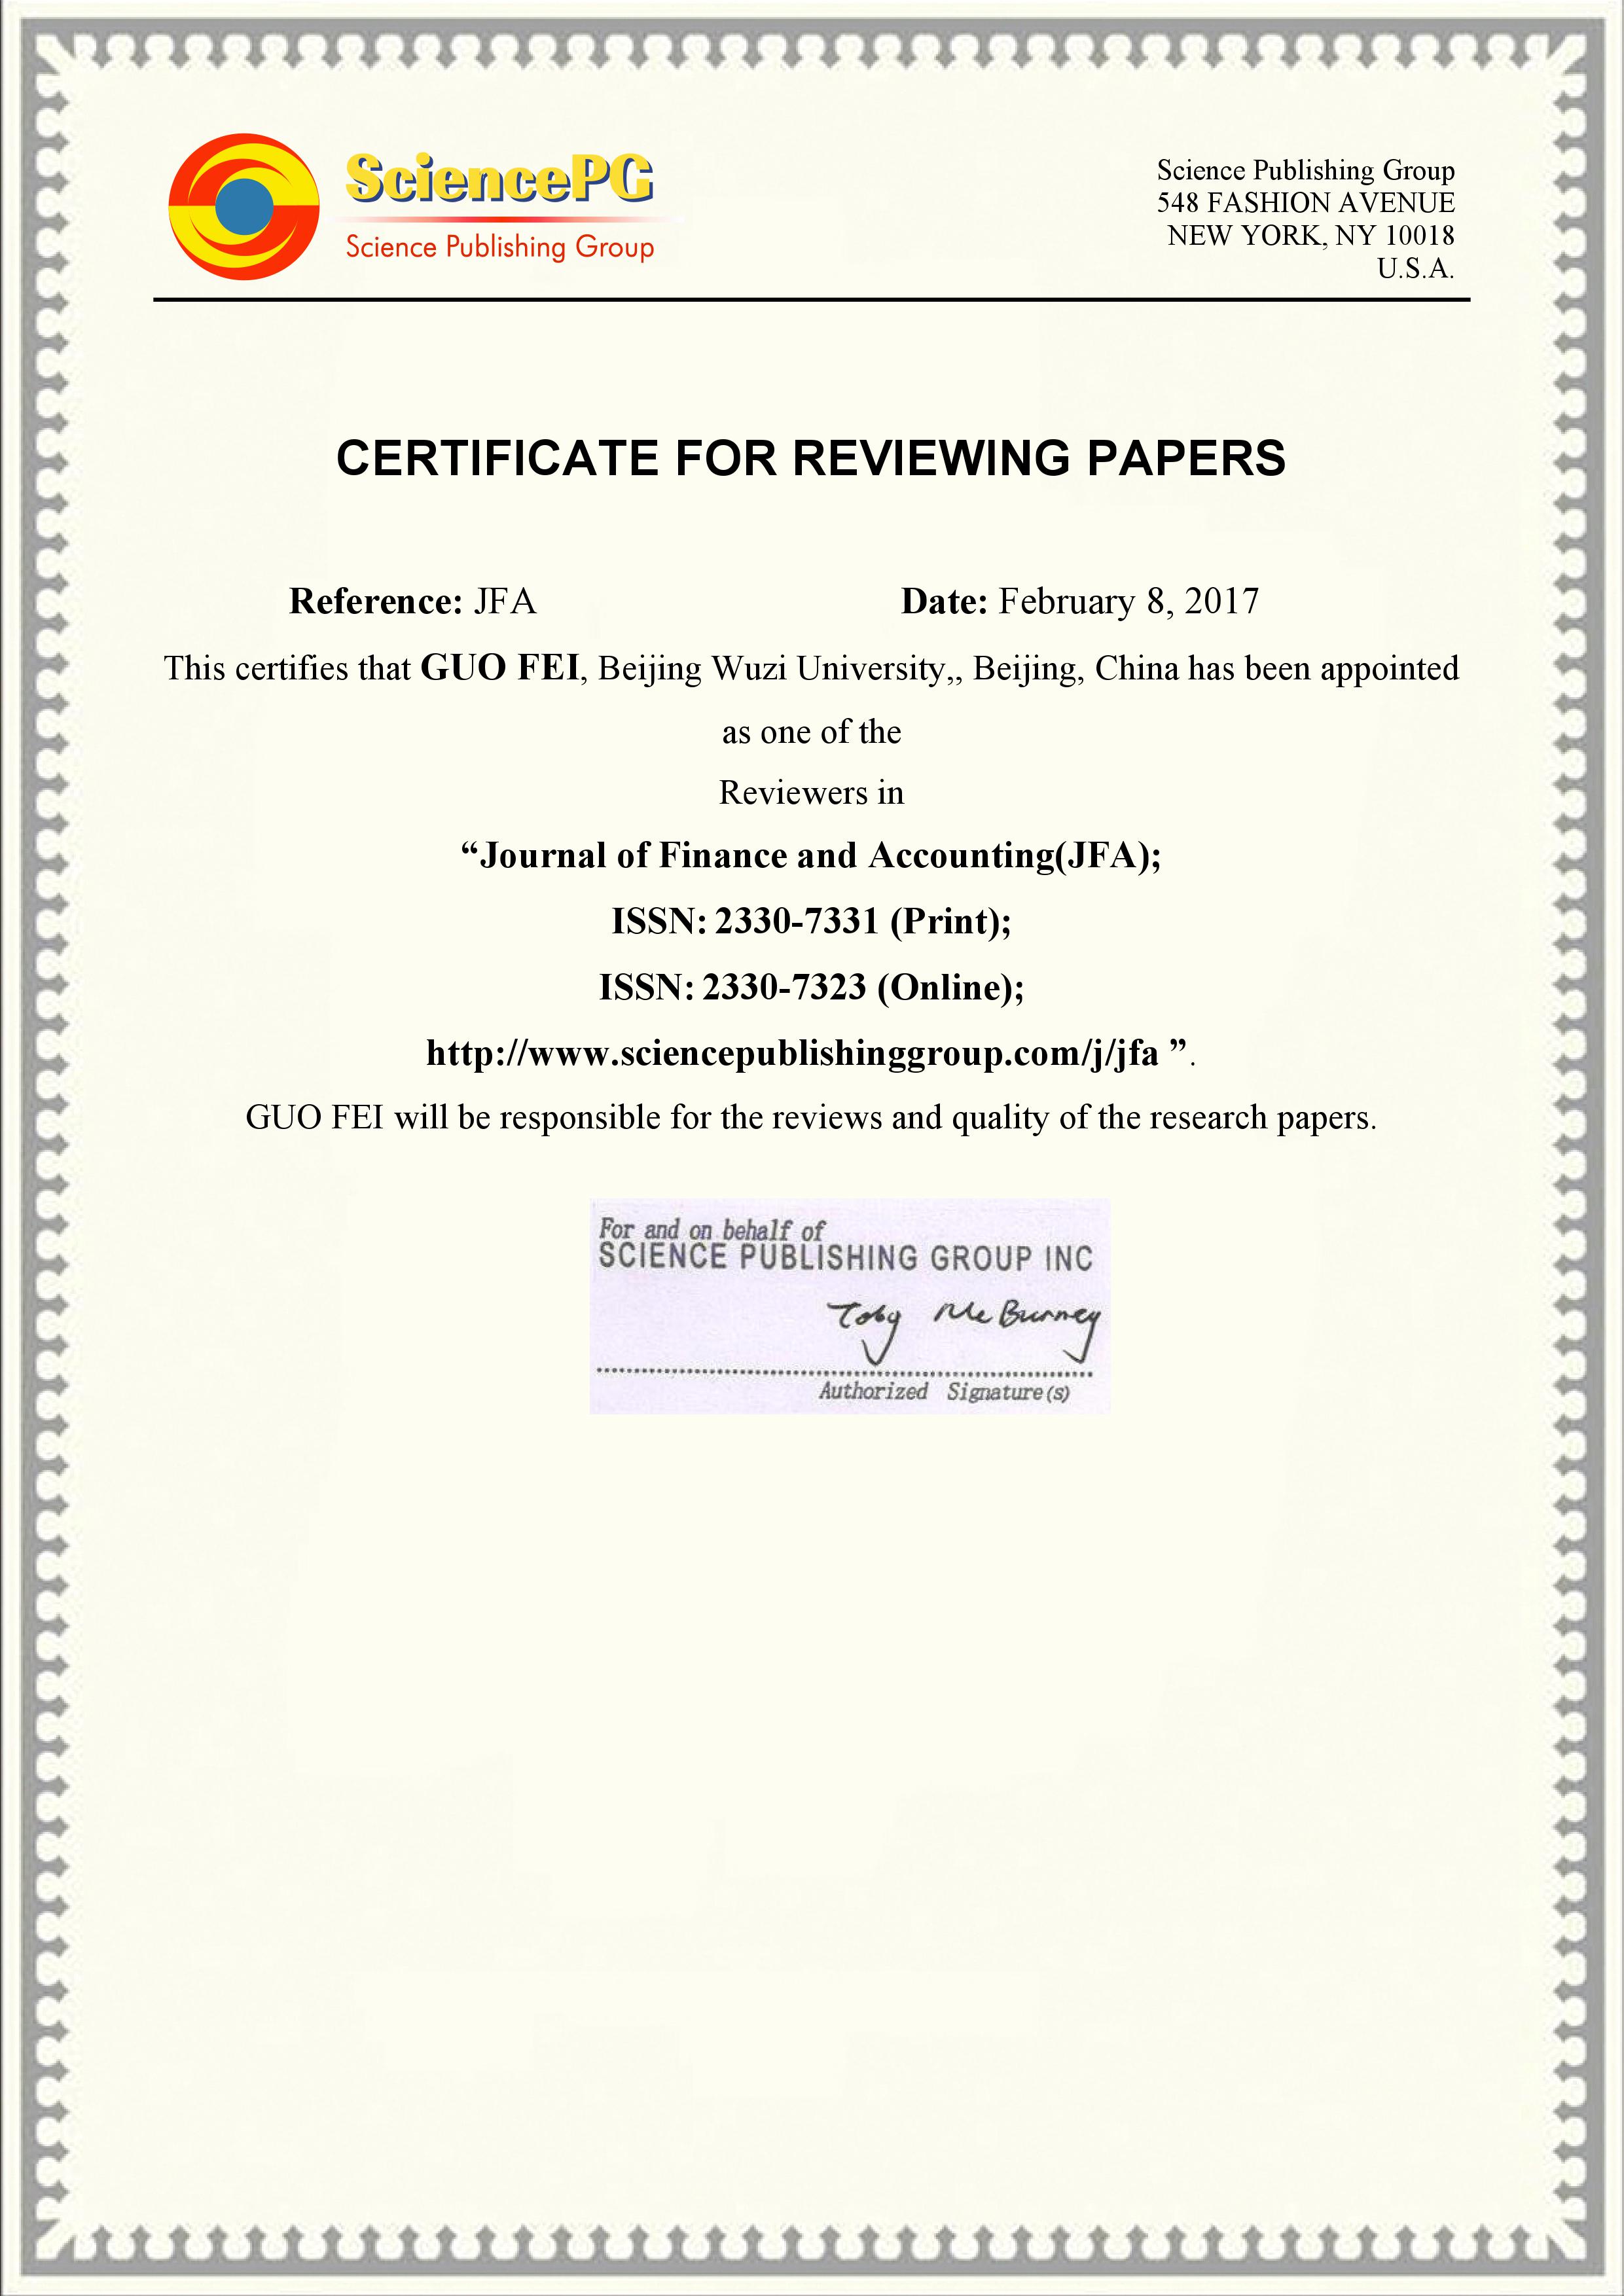 SciencePG
Science Publishing Group
Science Publishing Group
548 FASHION AVENUE
NEW YORK, NY 10018
U.S.A.
CERTIFICATE FOR REVIEWING PAPERS
Reference: JFA Date: February 8, 2017
This certifies that GUO FEI, Beijing Wuzi University,, Beijing, China has been appointed
as one of the
Reviewers in
“Journal of Finance and Accounting(JFA);
ISSN: 2330-7331 (Print);
ISSN: 2330-7323 (Online);
http://www.sciencepublishinggroup.com/j/jfa ”.
GUO FEI will be responsible for the reviews and quality of the research papers.
For and on behalf of
SCIENCE PUBLISHING GROUP INC
Toby McBurney
Authorized Signature(s)